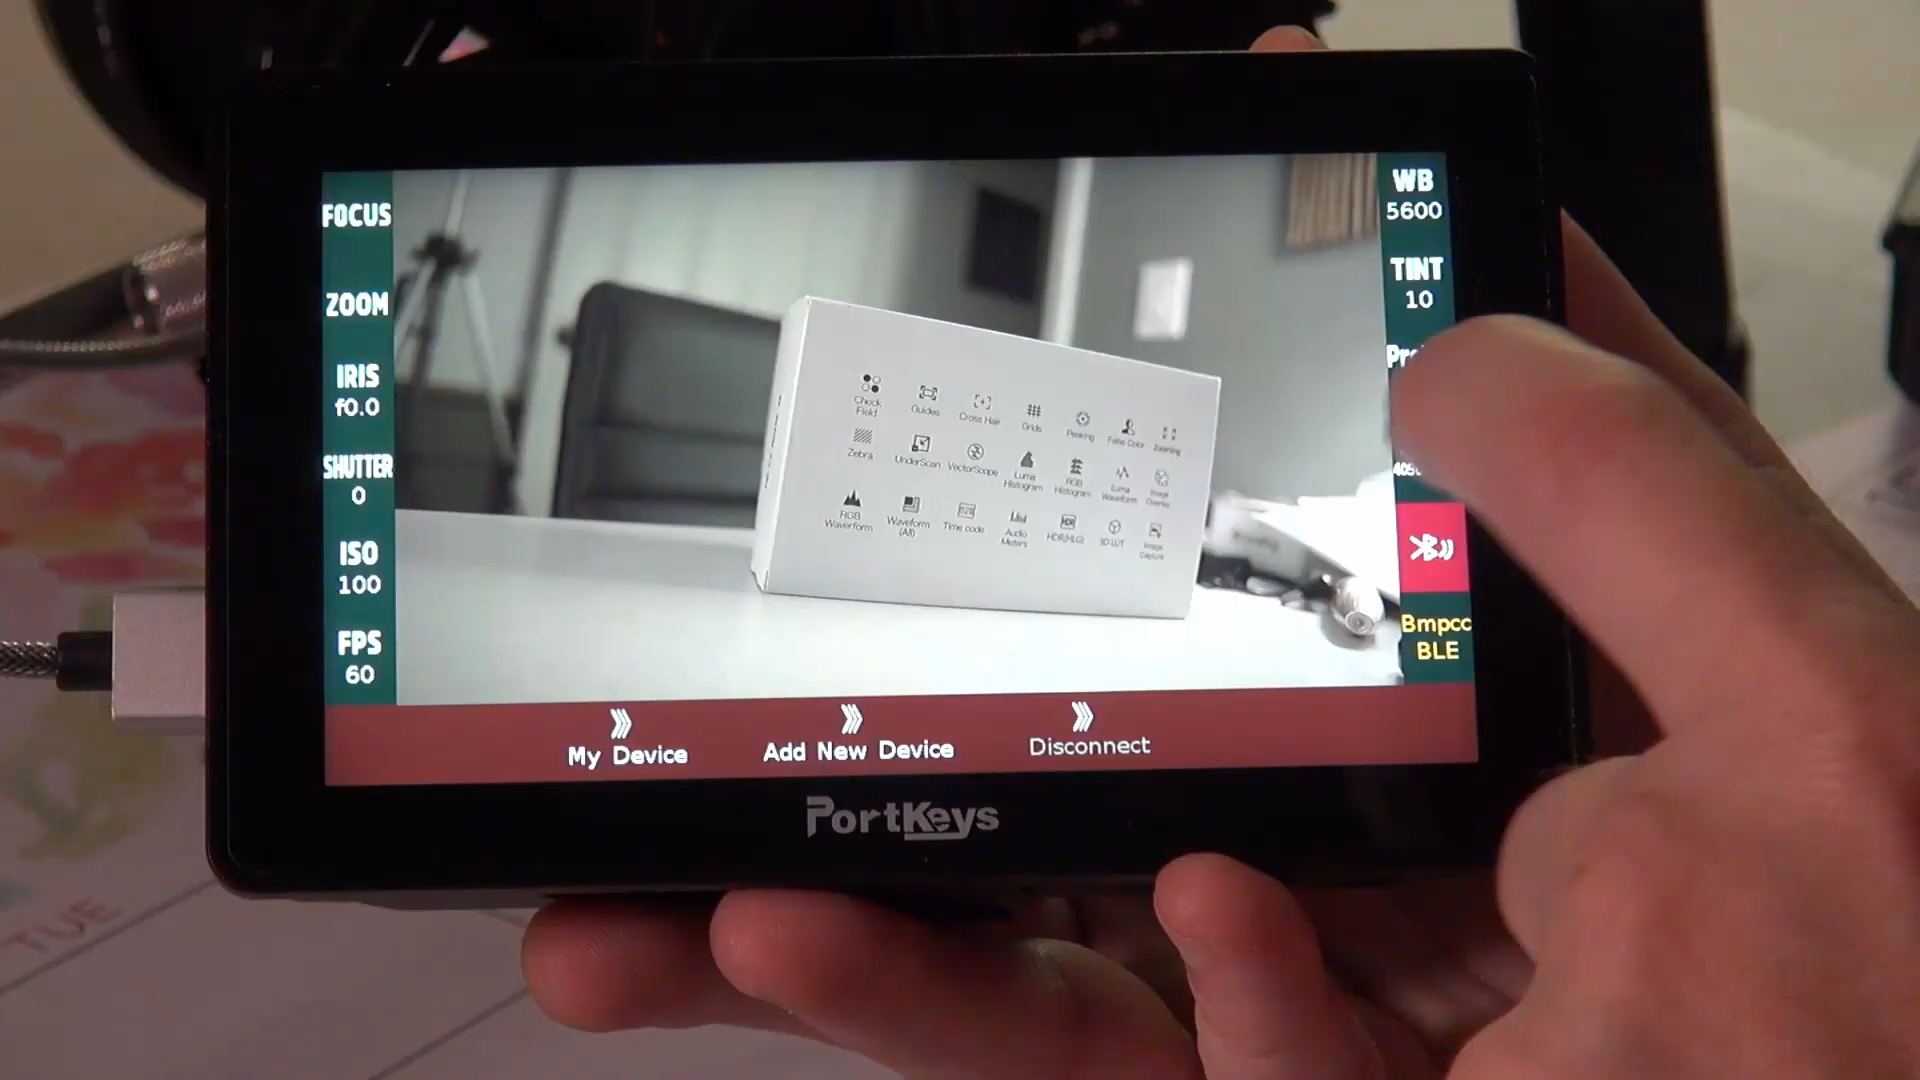 FOCUS
ZOOM
IRIS
f0.0
SHUTTER
0
ISO
100
FPS
60
WB
5600
TINT
10
Bmpcc
BLE
Check
Field
Guides
Cross Hair
Grids
Peaking
False Color
Zooming
Zebra
UnderScan
VectorScope
Luma
Histogram
RGB
Histogram
Luma
Waveform
Image
Overlay
RGB
Waveform
Waveform
(All)
Time code
Audio
Meters
HDR(HLG)
3D LUT
Image
Capture
My Device
Add New Device
Disconnect
PortKeys
TUE